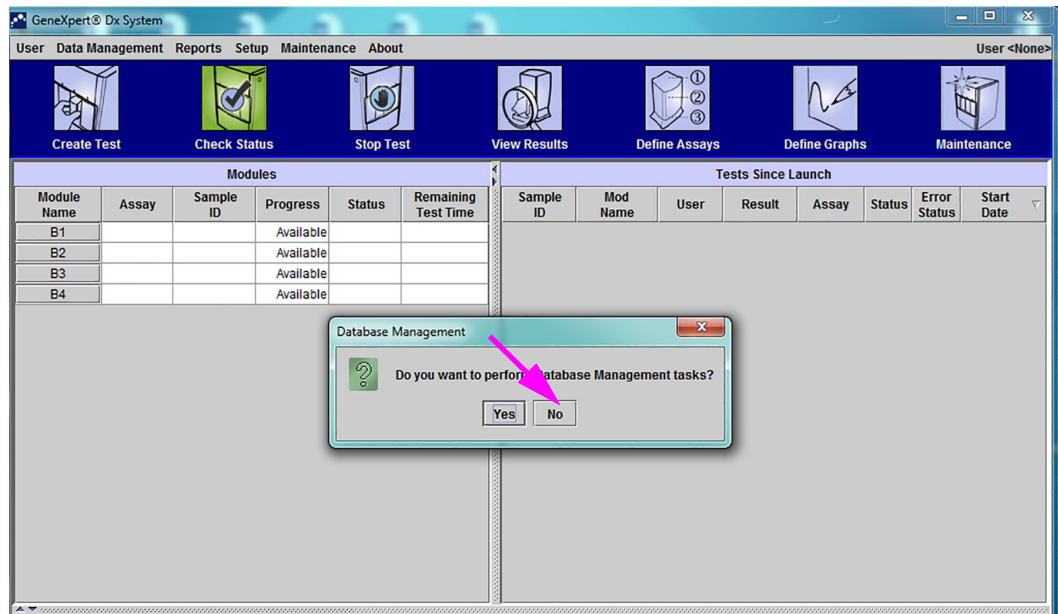 GeneXpert® Dx System
User Data Management Reports Setup Maintenance About User <None>
Create Test Check Status Stop Test View Results Define Assays Define Graphs Maintenance
① ② ③
Modules Tests Since Launch
Module Name Assay Sample ID Progress Status Remaining Test Time Sample ID Mod Name User Result Assay Status Error Status Start Date
B1 Available
B2 Available
B3 Available
B4 Available
Database Management
Do you want to perform Database Management tasks?
Yes No